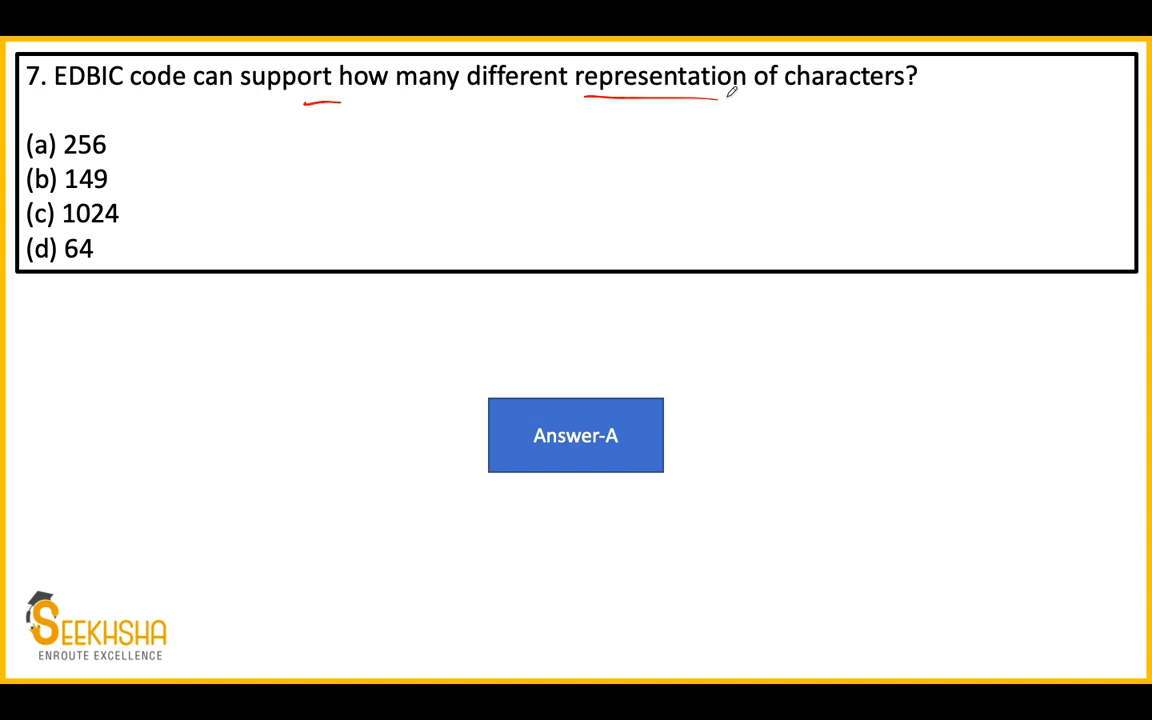 7. EDBIC code can support how many different representation of characters?
(a) 256
(b) 149
(c) 1024
(d) 64
Answer-A
SEEKHSHA
ENROUTE EXCELLENCE